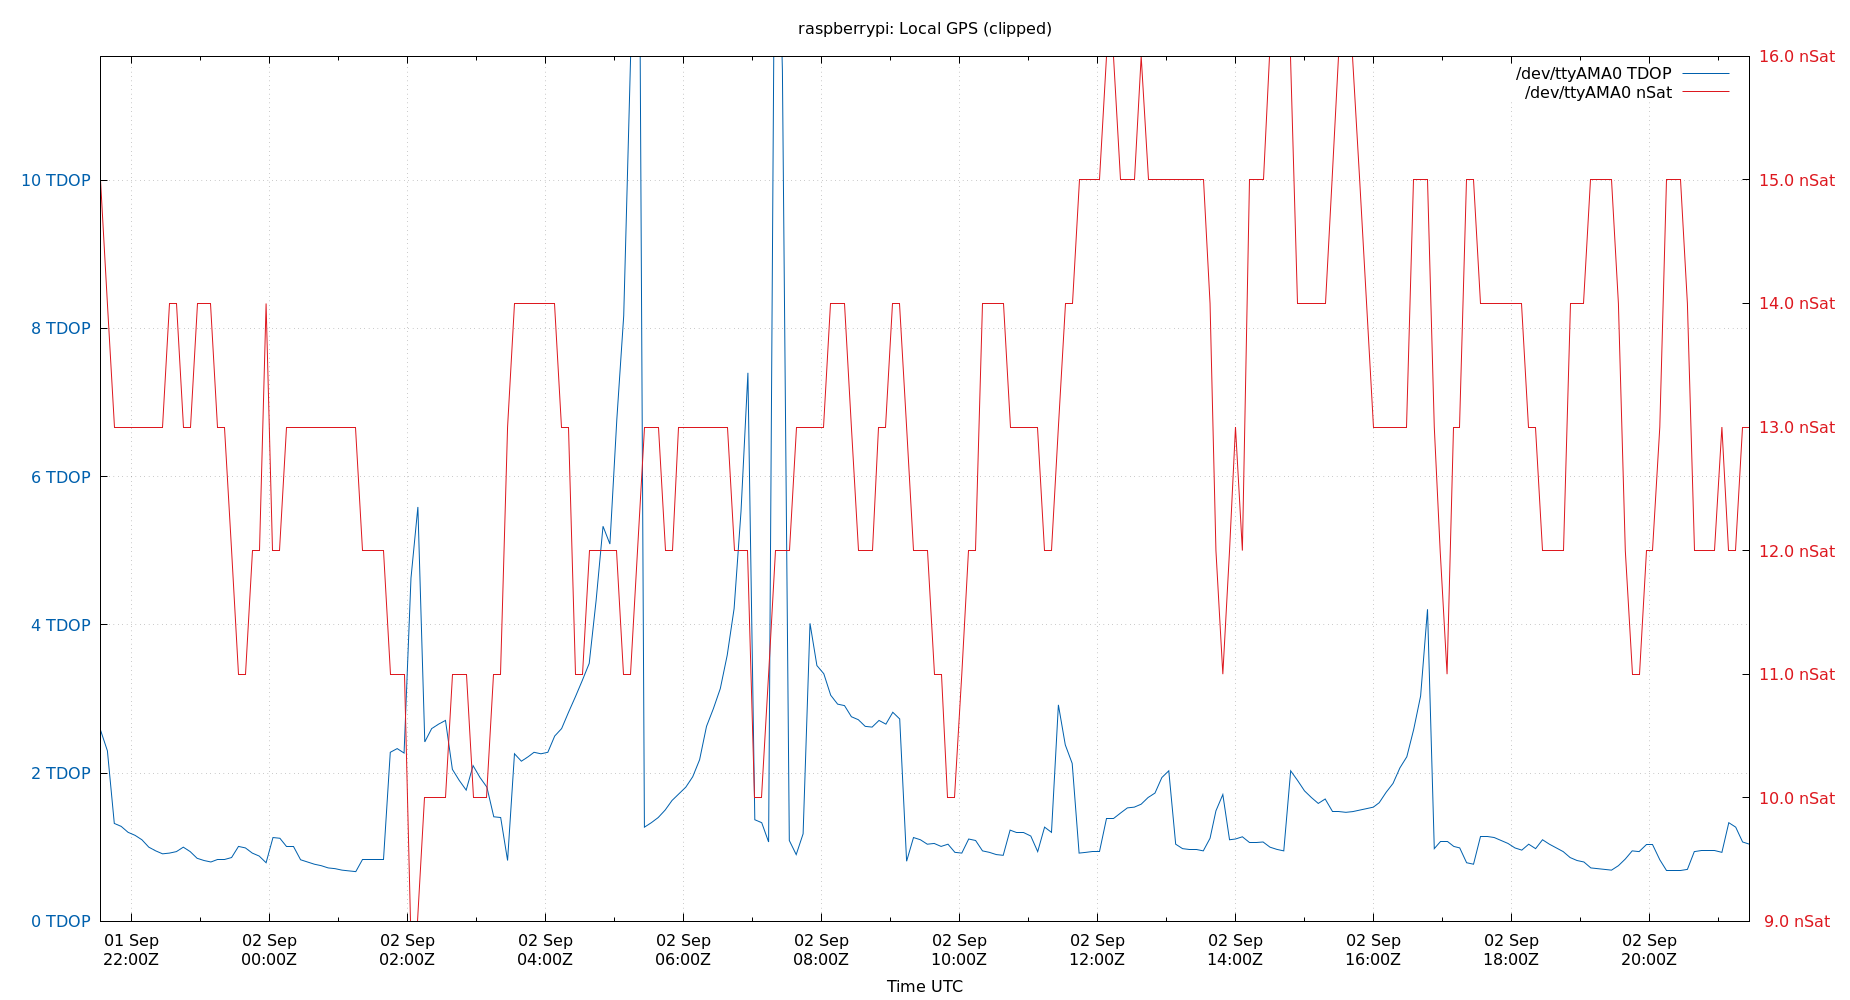 raspberrypi: Local GPS (clipped)
/dev/ttyAMA0 TDOP
/dev/ttyAMA0 nSat
10 TDOP
8 TDOP
6 TDOP
4 TDOP
2 TDOP
0 TDOP
16.0 nSat
15.0 nSat
14.0 nSat
13.0 nSat
12.0 nSat
11.0 nSat
10.0 nSat
9.0 nSat
01 Sep
22:00Z
02 Sep
00:00Z
02 Sep
02:00Z
02 Sep
04:00Z
02 Sep
06:00Z
02 Sep
08:00Z
02 Sep
10:00Z
02 Sep
12:00Z
02 Sep
14:00Z
02 Sep
16:00Z
02 Sep
18:00Z
02 Sep
20:00Z
Time UTC